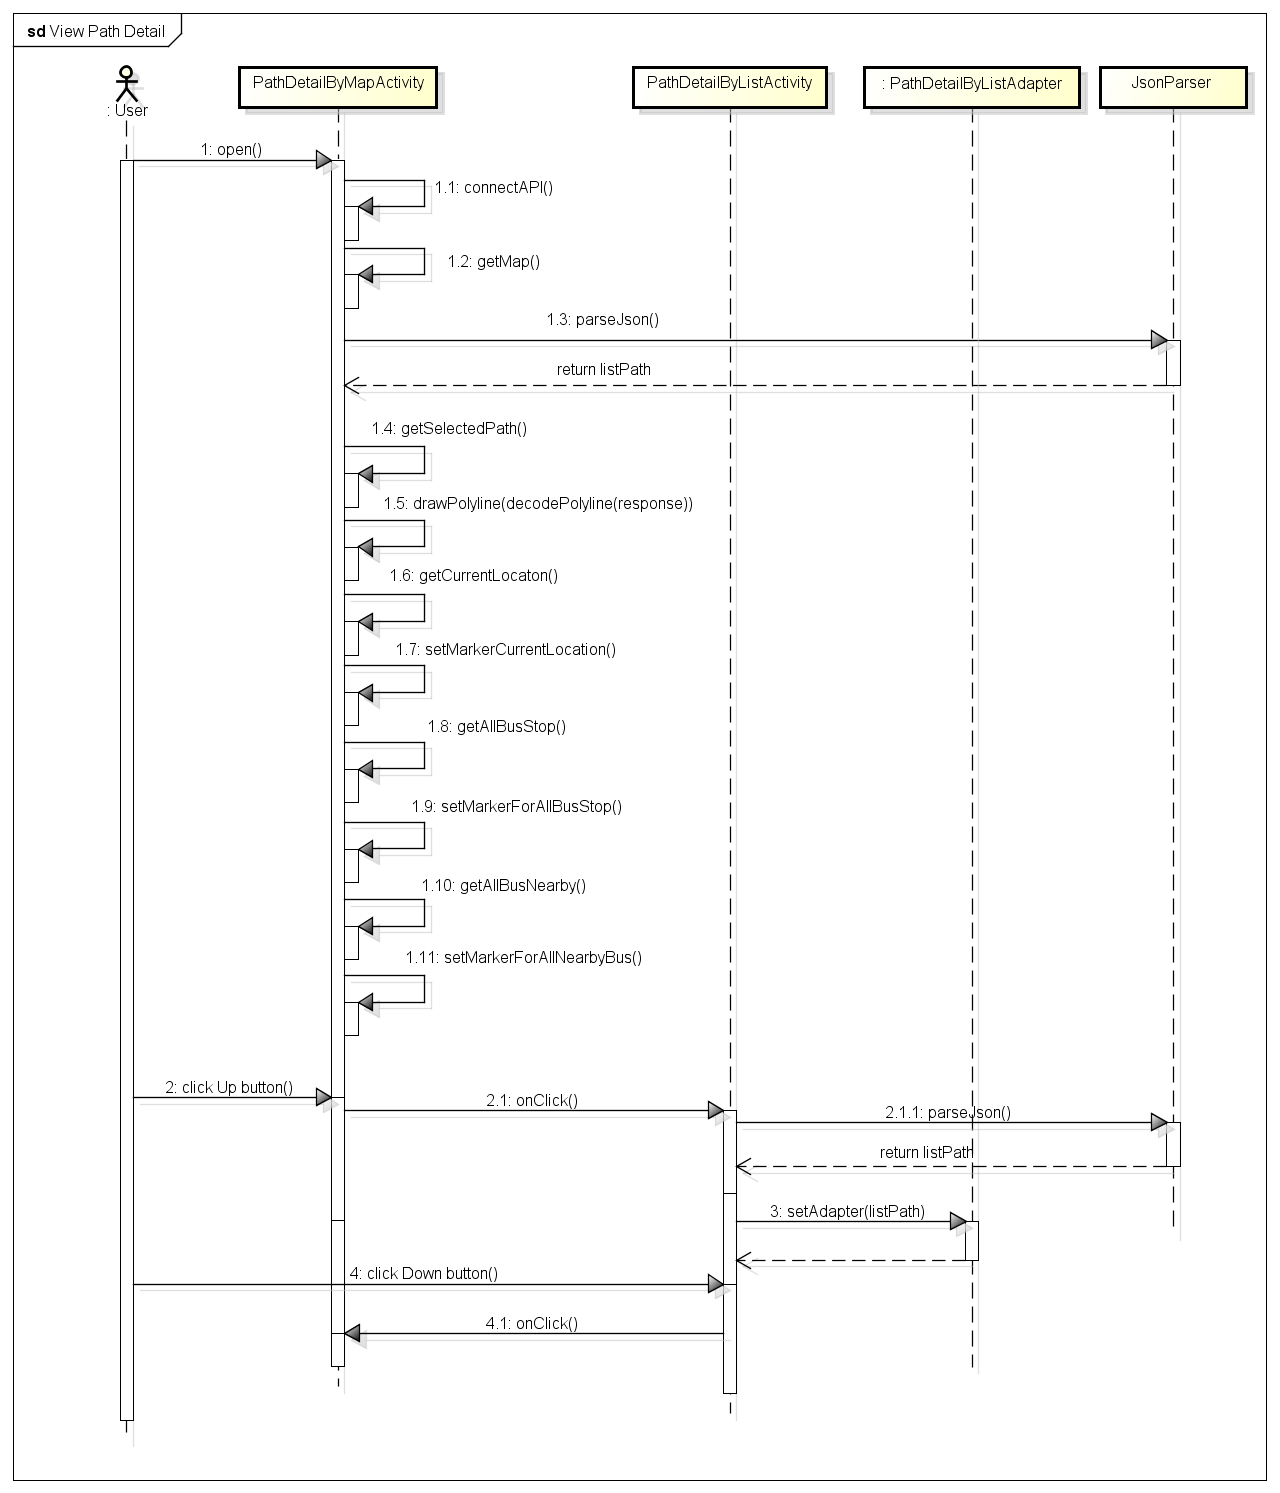 sd View Path Detail
: User
PathDetailByMapActivity
PathDetailByListActivity
: PathDetailByListAdapter
JsonParser
1: open()
1.1: connectAPI()
1.2: getMap()
1.3: parseJson()
return listPath
1.4: getSelectedPath()
1.5: drawPolyline(decodePolyline(response))
1.6: getCurrentLocaton()
1.7: setMarkerCurrentLocation()
1.8: getAllBusStop()
1.9: setMarkerForAllBusStop()
1.10: getAllBusNearby()
1.11: setMarkerForAllNearbyBus()
2: click Up button()
2.1: onClick()
2.1.1: parseJson()
return listPath
3: setAdapter(listPath)
4: click Down button()
4.1: onClick()